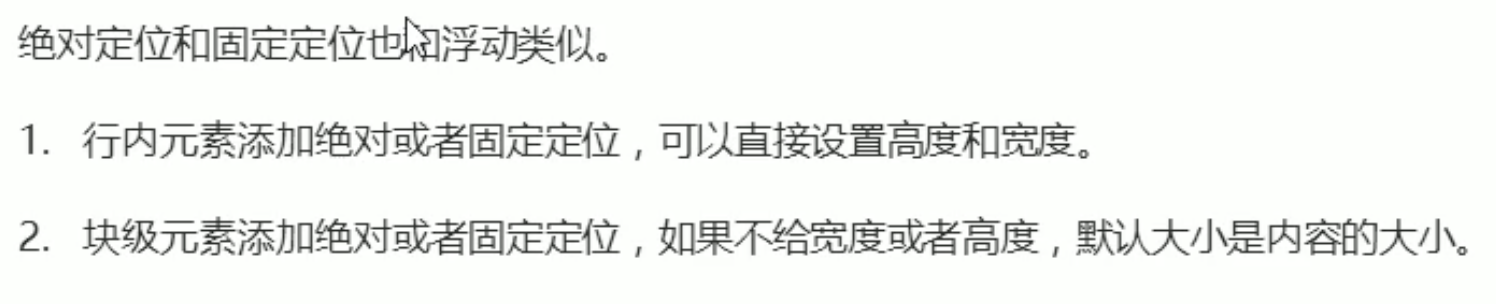 绝对定位和固定定位也和浮动类似。
1. 行内元素添加绝对或者固定定位，可以直接设置高度和宽度。
2. 块级元素添加绝对或者固定定位，如果不给宽度或者高度，默认大小是内容的大小。